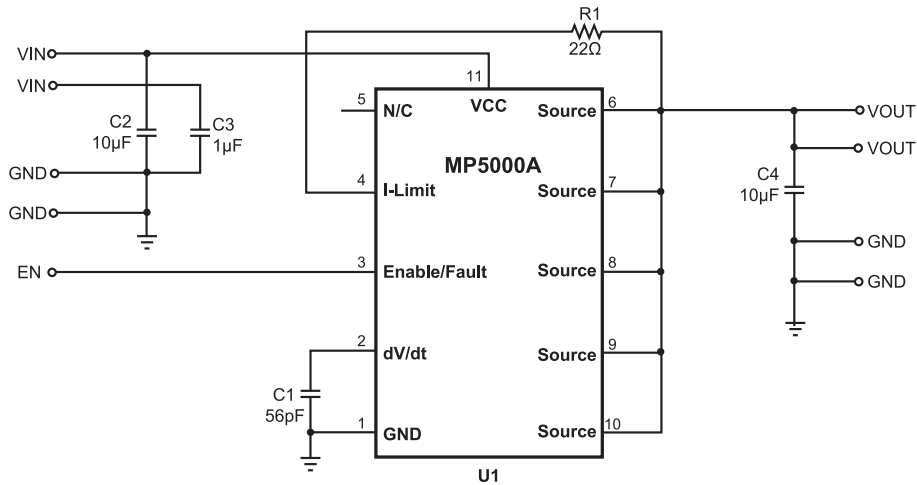 R1
22Ω
VIN
VIN
C2
10µF
C3
1µF
GND
GND
EN
C1
56pF
11
VCC
MP5000A
5
N/C
4
I-Limit
3
Enable/Fault
2
dV/dt
1
GND
Source
6
Source
7
Source
8
Source
9
Source
10
U1
C4
10µF
VOUT
VOUT
GND
GND